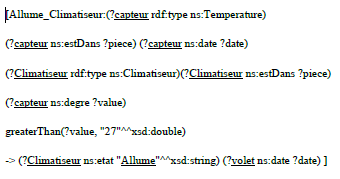 [Allume_Climatiseur:(?capteur rdf:type ns:Temperature)
(?capteur ns:estDans ?piece) (?capteur ns:date ?date)
(?Climatiseur rdf:type ns:Climatiseur)(?Climatiseur ns:estDans ?piece)
(?capteur ns:degre ?value)
greaterThan(?value, "27"^^xsd:double)
-> (?Climatiseur ns:etat "Allume"^^xsd:string) (?volet ns:date ?date) ]